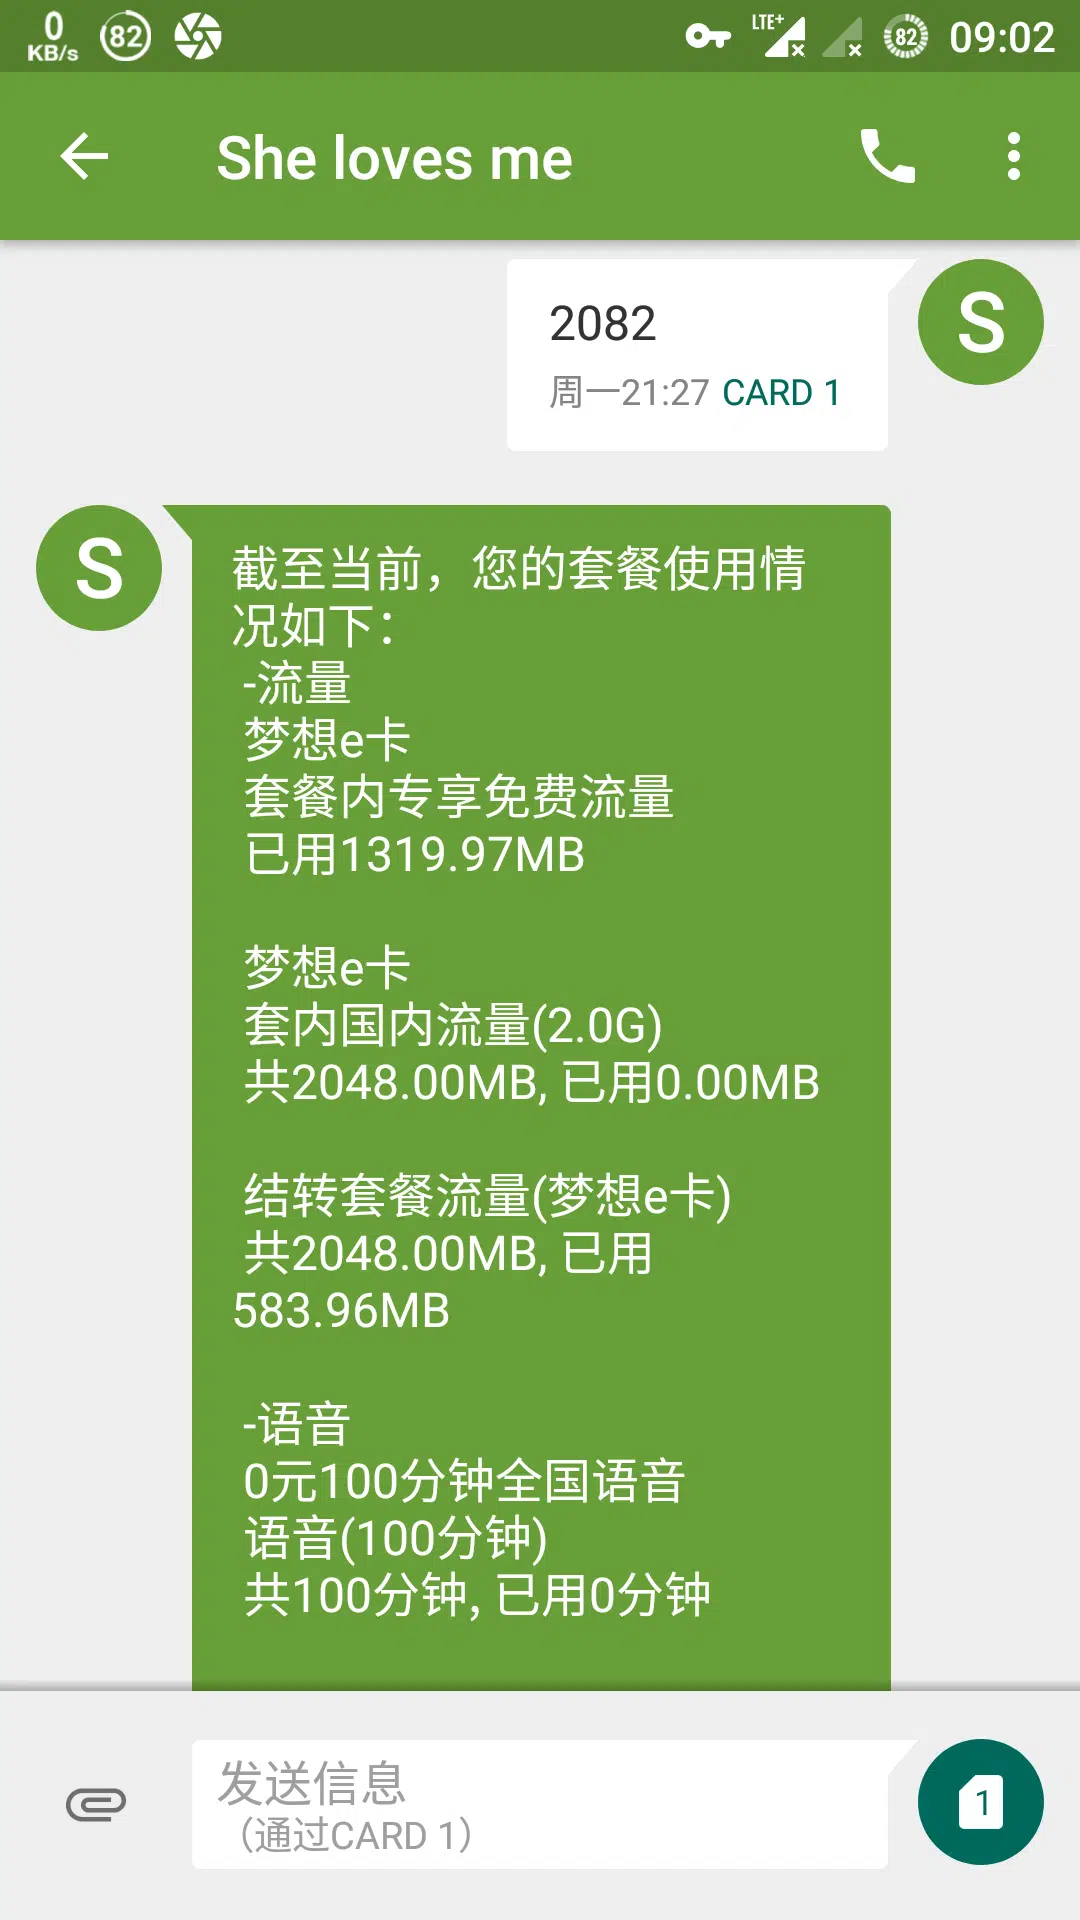 0
KB/s
82
LTE+
82
09:02
She loves me
2082
周一21:27 CARD 1
S
S
截至当前，您的套餐使用情
况如下：
-流量
梦想e卡
套餐内专享免费流量
已用1319.97MB
梦想e卡
套内国内流量(2.0G)
共2048.00MB, 已用0.00MB
结转套餐流量(梦想e卡)
共2048.00MB, 已用
583.96MB
-语音
0元100分钟全国语音
语音(100分钟)
共100分钟, 已用0分钟
发送信息
（通过CARD 1）
1